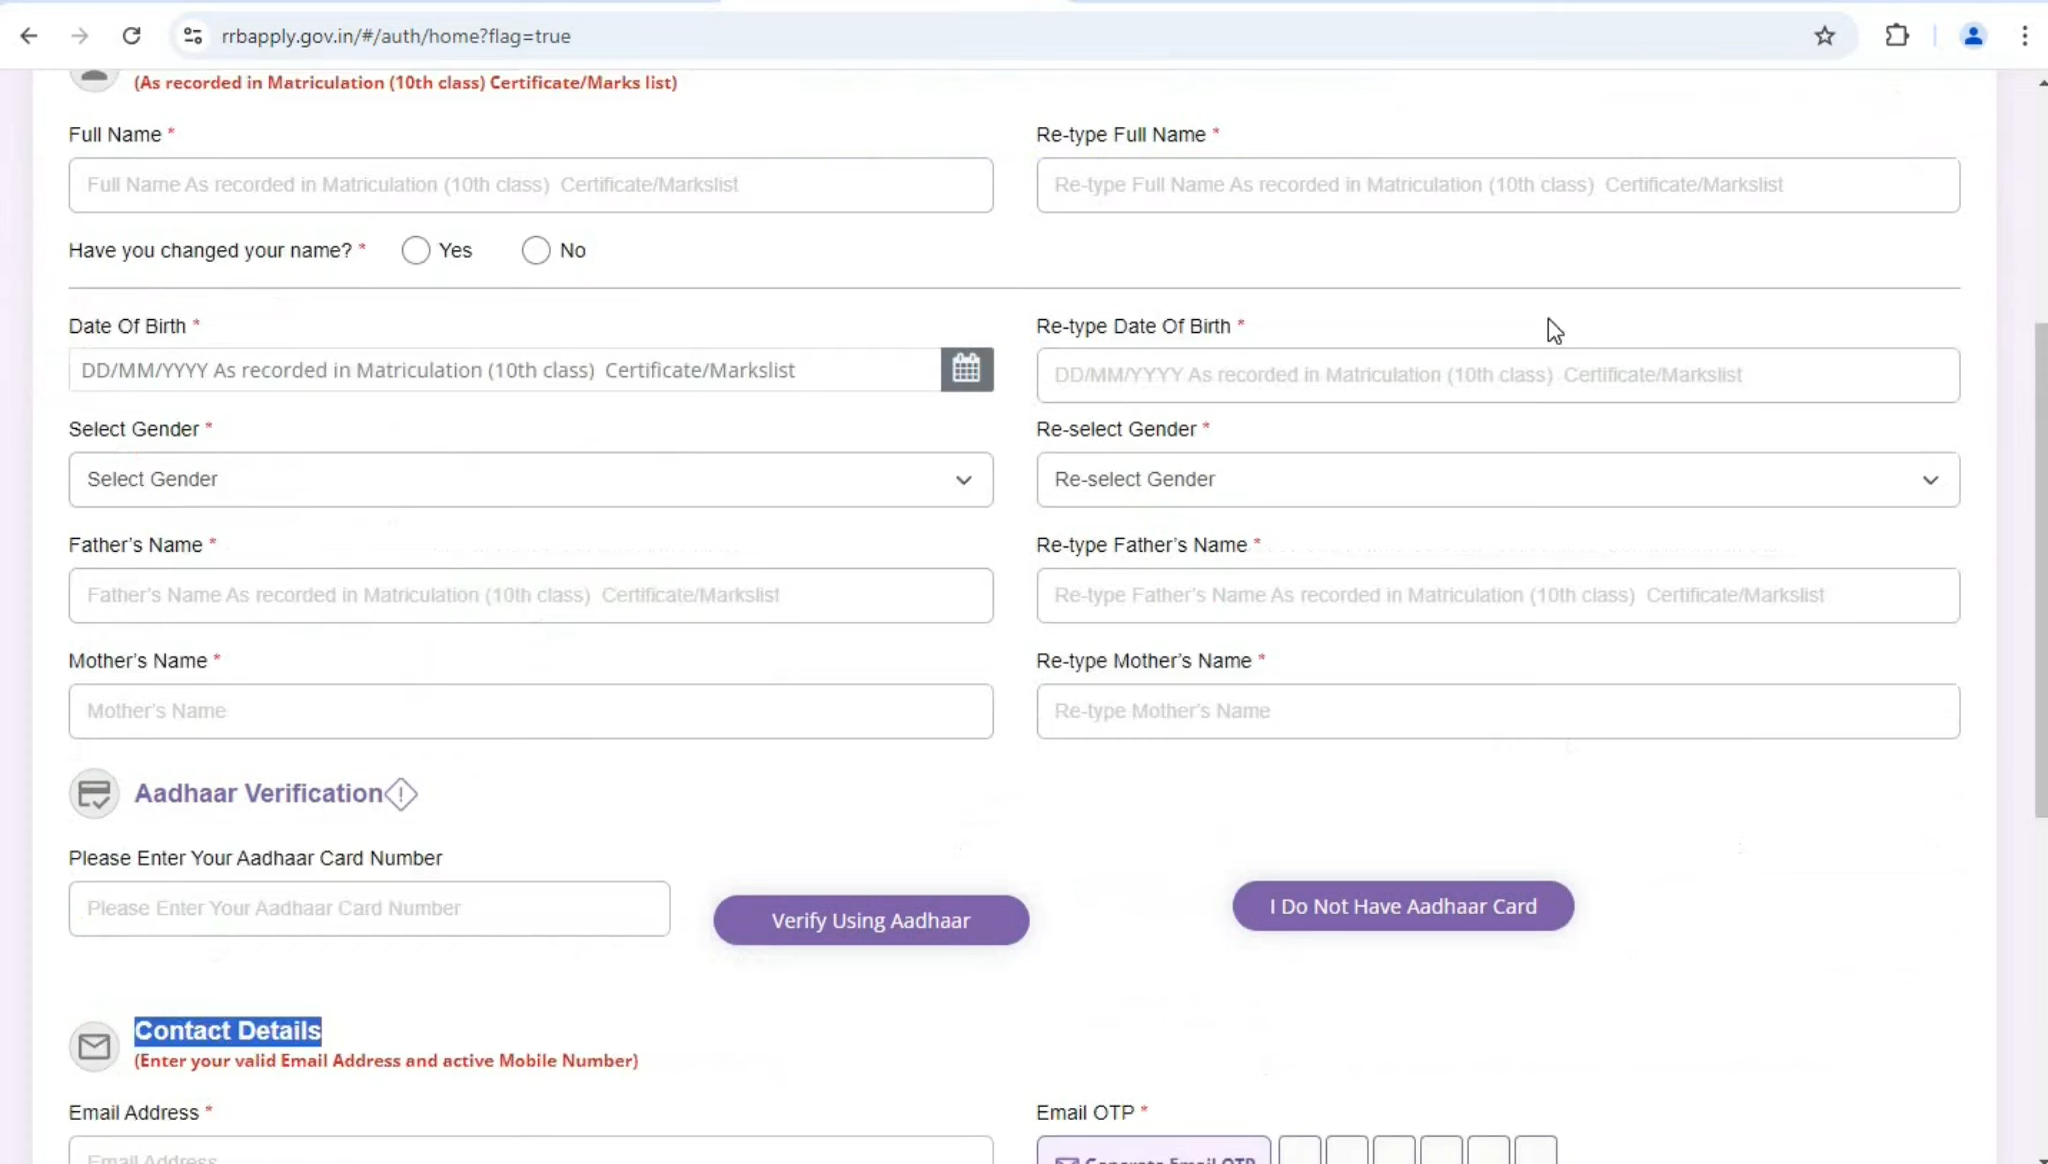 rrbapply.gov.in/#/auth/home?flag=true
(As recorded in Matriculation (10th class) Certificate/Marks list)
Full Name * Re-type Full Name *
Full Name As recorded in Matriculation (10th class) Certificate/Markslist Re-type Full Name As recorded in Matriculation (10th class) Certificate/Markslist
Have you changed your name? * Yes No
Date Of Birth * Re-type Date Of Birth *
DD/MM/YYYY As recorded in Matriculation (10th class) Certificate/Markslist DD/MM/YYYY As recorded in Matriculation (10th class) Certificate/Markslist
Select Gender * Re-select Gender *
Select Gender Re-select Gender
Father’s Name * Re-type Father’s Name *
Father’s Name As recorded in Matriculation (10th class) Certificate/Markslist Re-type Father’s Name As recorded in Matriculation (10th class) Certificate/Markslist
Mother’s Name * Re-type Mother’s Name *
Mother’s Name Re-type Mother’s Name
Aadhaar Verification
Please Enter Your Aadhaar Card Number
Please Enter Your Aadhaar Card Number Verify Using Aadhaar I Do Not Have Aadhaar Card
Contact Details
(Enter your valid Email Address and active Mobile Number)
Email Address * Email OTP *
Email Address Generate Email OTP